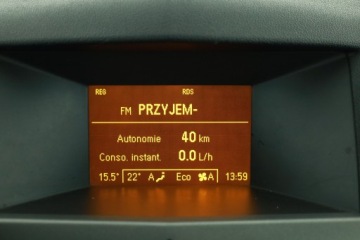 REG RDS
FM PRZYJEM-
Autonomie 40 km
Conso. instant. 0.0 L/h
15.5° 22° A Eco A 13:59